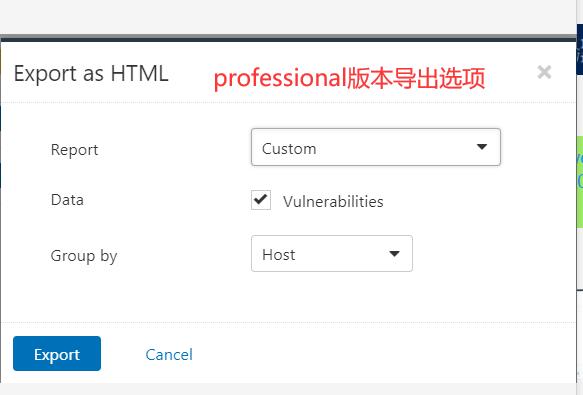 Export as HTML
professional版本导出选项
×
Report
Custom
Data
Vulnerabilities
Group by
Host
Export
Cancel